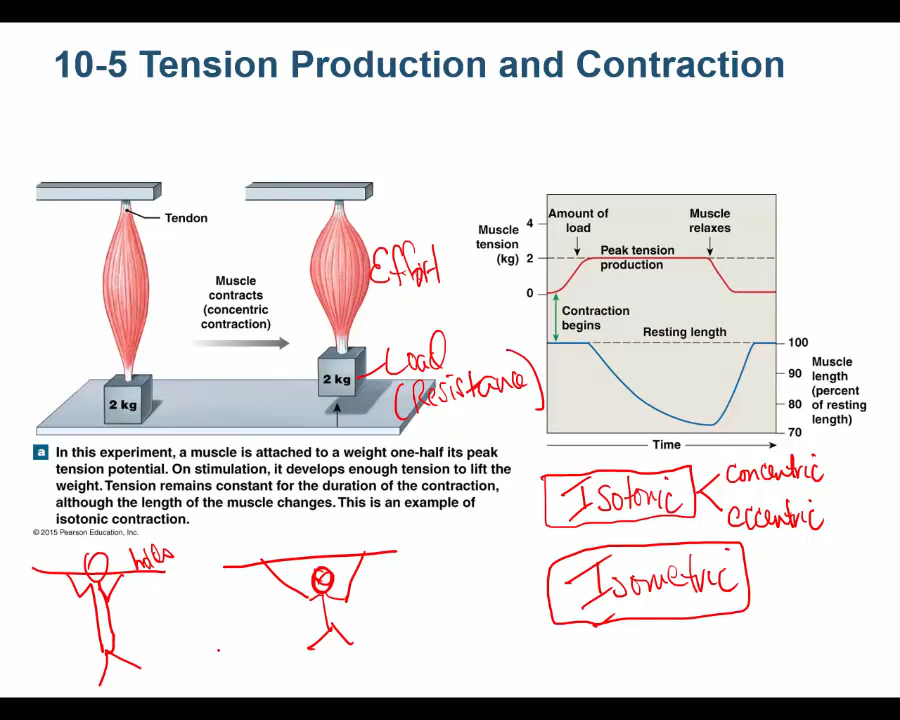 10-5 Tension Production and Contraction
Tendon
Muscle
contracts
(concentric
contraction)
2 kg
2 kg
Effort
Load
(Resistance)
Muscle
tension
(kg)
4
2
0
Amount of
load
Muscle
relaxes
Peak tension
production
Contraction
begins
Resting length
100
90
80
70
Muscle
length
(percent
of resting
length)
Time
a In this experiment, a muscle is attached to a weight one-half its peak
tension potential. On stimulation, it develops enough tension to lift the
weight. Tension remains constant for the duration of the contraction,
although the length of the muscle changes. This is an example of
isotonic contraction.
© 2015 Pearson Education, Inc.
Isotonic
concentric
eccentric
Isometric